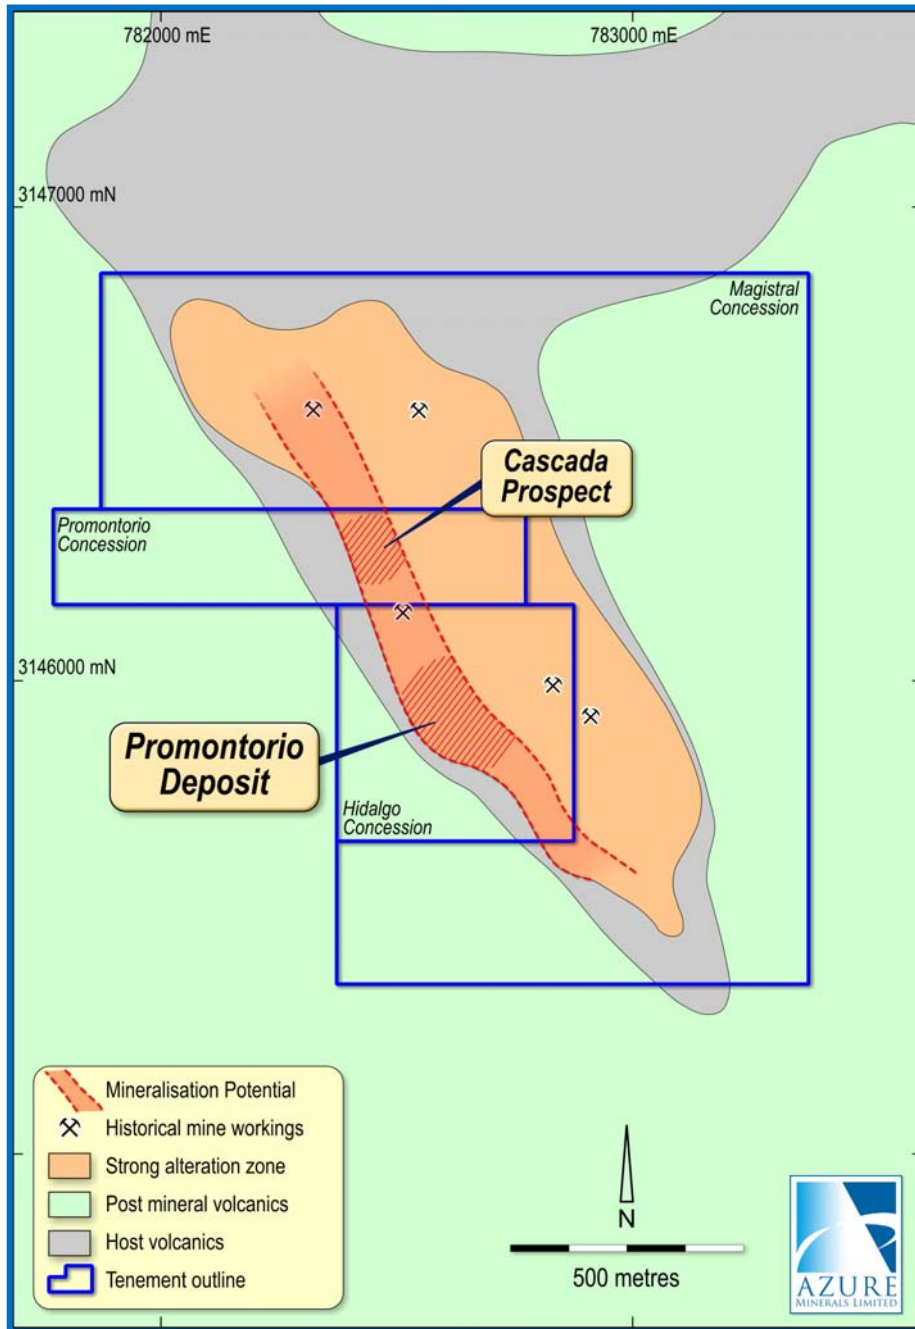 782000 mE
783000 mE
3147000 mN
Magistral
Concession
Cascada
Prospect
Promontorio
Concession
3146000 mN
Promontorio
Deposit
Hidalgo
Concession
Mineralisation Potential
Historical mine workings
Strong alteration zone
Post mineral volcanics
Host volcanics
Tenement outline
N
500 metres
AZURE
MINERALS LIMITED